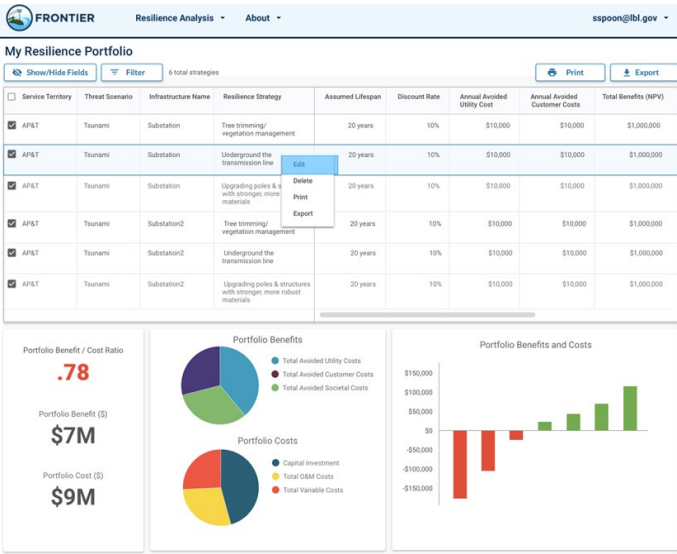 FRONTIER
Resilience Analysis
About
sspoon@lbl.gov
My Resilience Portfolio
Show/Hide Fields
Filter
6 total strategies
Print
Export
Service Territory
Threat Scenario
Infrastructure Name
Resilience Strategy
Assumed Lifespan
Discount Rate
Annual Avoided
Utility Cost
Annual Avoided
Customer Costs
Total Benefits (NPV)
AP&T
Tsunami
Substation
Tree trimming/
vegetation management
20 years
10%
$10,000
$10,000
$1,000,000
AP&T
Tsunami
Substation
Underground the
transmission line
20 years
10%
$10,000
$10,000
$1,000,000
Edit
Delete
Print
Export
AP&T
Tsunami
Substation
Upgrading poles & s
with stronger, more
materials
20 years
10%
$10,000
$10,000
$1,000,000
AP&T
Tsunami
Substation2
Tree trimming/
vegetation management
20 years
10%
$10,000
$10,000
$1,000,000
AP&T
Tsunami
Substation2
Underground the
transmission line
20 years
10%
$10,000
$10,000
$1,000,000
AP&T
Tsunami
Substation2
Upgrading poles & structures
with stronger, more robust
materials
20 years
10%
$10,000
$10,000
$1,000,000
Portfolio Benefit / Cost Ratio
.78
Portfolio Benefit ($)
$7M
Portfolio Cost ($)
$9M
Portfolio Benefits
Total Avoided Utility Costs
Total Avoided Customer Costs
Total Avoided Societal Costs
Portfolio Costs
Capital Investment
Total O&M Costs
Total Variable Costs
Portfolio Benefits and Costs
$150,000
$100,000
$50,000
$0
-$50,000
-$100,000
-$150,000